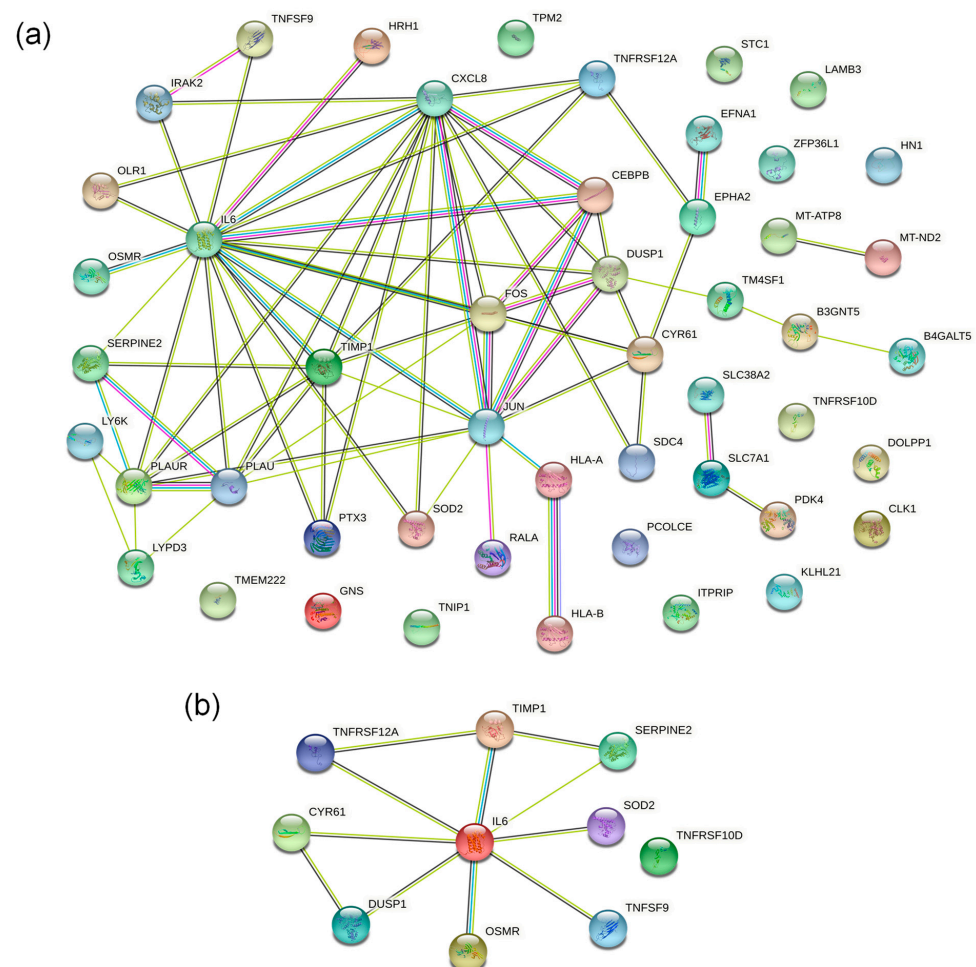 (a)
TNFSF9
HRH1
TPM2
STC1
IRAK2
CXCL8
TNFRSF12A
LAMB3
EFNA1
ZFP36L1
HN1
OLR1
CEBPB
EPHA2
IL6
MT-ATP8
MT-ND2
OSMR
DUSP1
FOS
TM4SF1
B3GNT5
B4GALT5
SERPINE2
TIMP1
CYR61
SLC38A2
TNFRSF10D
LY6K
JUN
DOLPP1
PLAUR
PLAU
HLA-A
SDC4
SLC7A1
PDK4
CLK1
LYPD3
PTX3
SOD2
RALA
PCOLCE
KLHL21
TMEM222
GNS
TNIP1
HLA-B
ITPRIP
(b)
TIMP1
TNFRSF12A
SERPINE2
CYR61
IL6
SOD2
TNFRSF10D
DUSP1
OSMR
TNFSF9